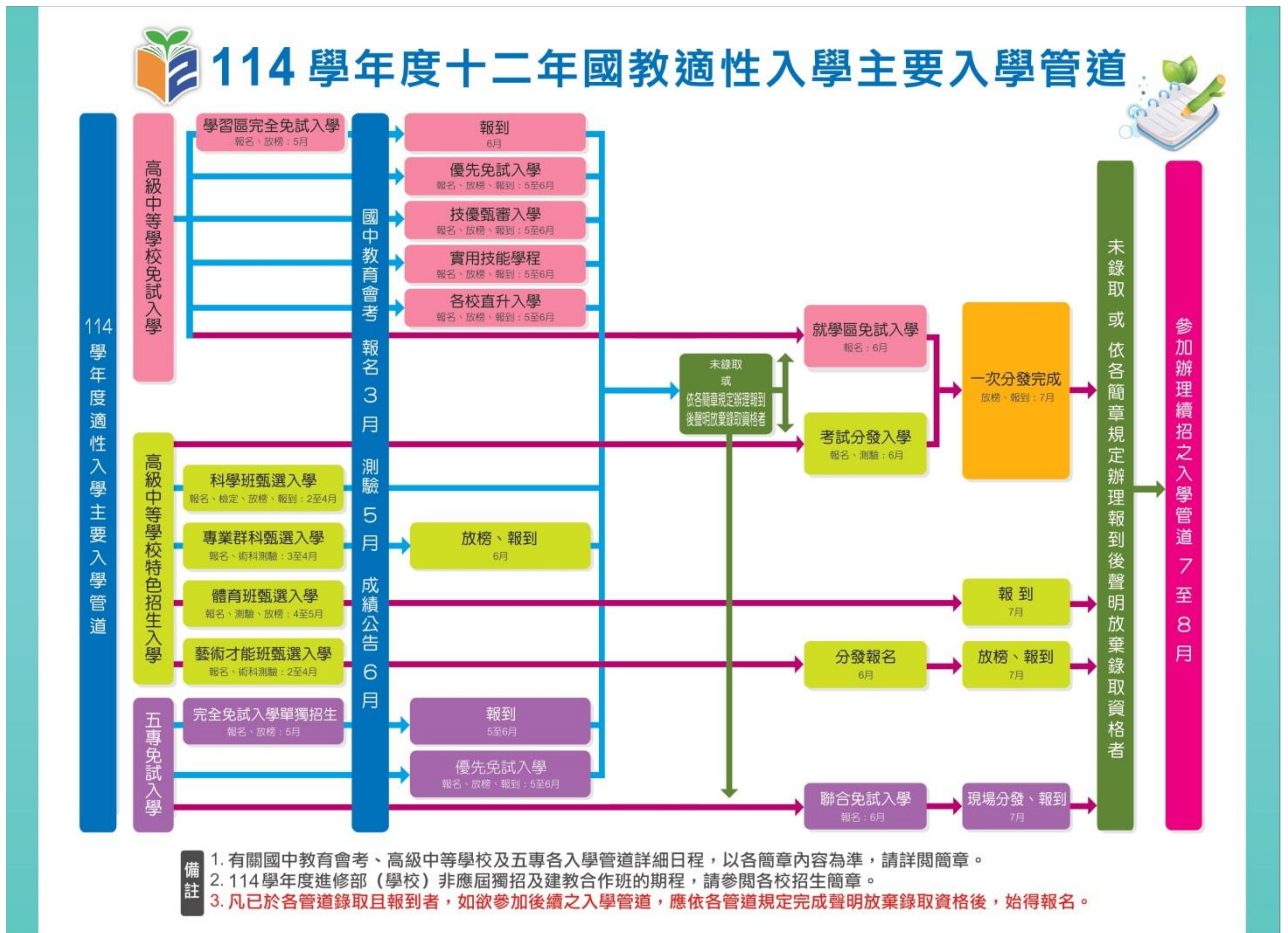 114 學年度十二年國教適性入學主要入學管道
114學年度適性入學主要入學管道
高級中等學校免試入學
學習區完全免試入學
報名、放榜：5月
國中教育會考 報名3月 測驗5月 成績公告6月
報到
6月
優先免試入學
報名、放榜、報到：5至6月
技優甄審入學
報名、放榜、報到：5至6月
實用技能學程
報名、放榜、報到：5至6月
各校直升入學
報名、放榜、報到：5至6月
就學區免試入學
報名：6月
未錄取
或
依各簡章規定辦理報到
後聲明放棄錄取資格者
一次分發完成
放榜、報到：7月
考試分發入學
報名、測驗：6月
高級中等學校特色招生入學
科學班甄選入學
報名、檢定、放榜、報到：2至4月
專業群科甄選入學
報名、術科測驗：3至4月
放榜、報到
6月
體育班甄選入學
報名、測驗、放榜：4至5月
報到
7月
藝術才能班甄選入學
報名、術科測驗：2至4月
分發報名
6月
放榜、報到
7月
五專免試入學
完全免試入學單獨招生
報名、放榜：5月
報到
5至6月
優先免試入學
報名、放榜、報到：5至6月
聯合免試入學
報名：6月
現場分發、報到
7月
未錄取 或 依各簡章規定辦理報到後聲明放棄錄取資格者
參加辦理續招之入學管道 7至8月
備註
1. 有關國中教育會考、高級中等學校及五專各入學管道詳細日程，以各簡章內容為準，請詳閱簡章。
2. 114學年度進修部（學校）非應屆獨招及建教合作班的期程，請參閱各校招生簡章。
3. 凡已於各管道錄取且報到者，如欲參加後續之入學管道，應依各管道規定完成聲明放棄錄取資格後，始得報名。